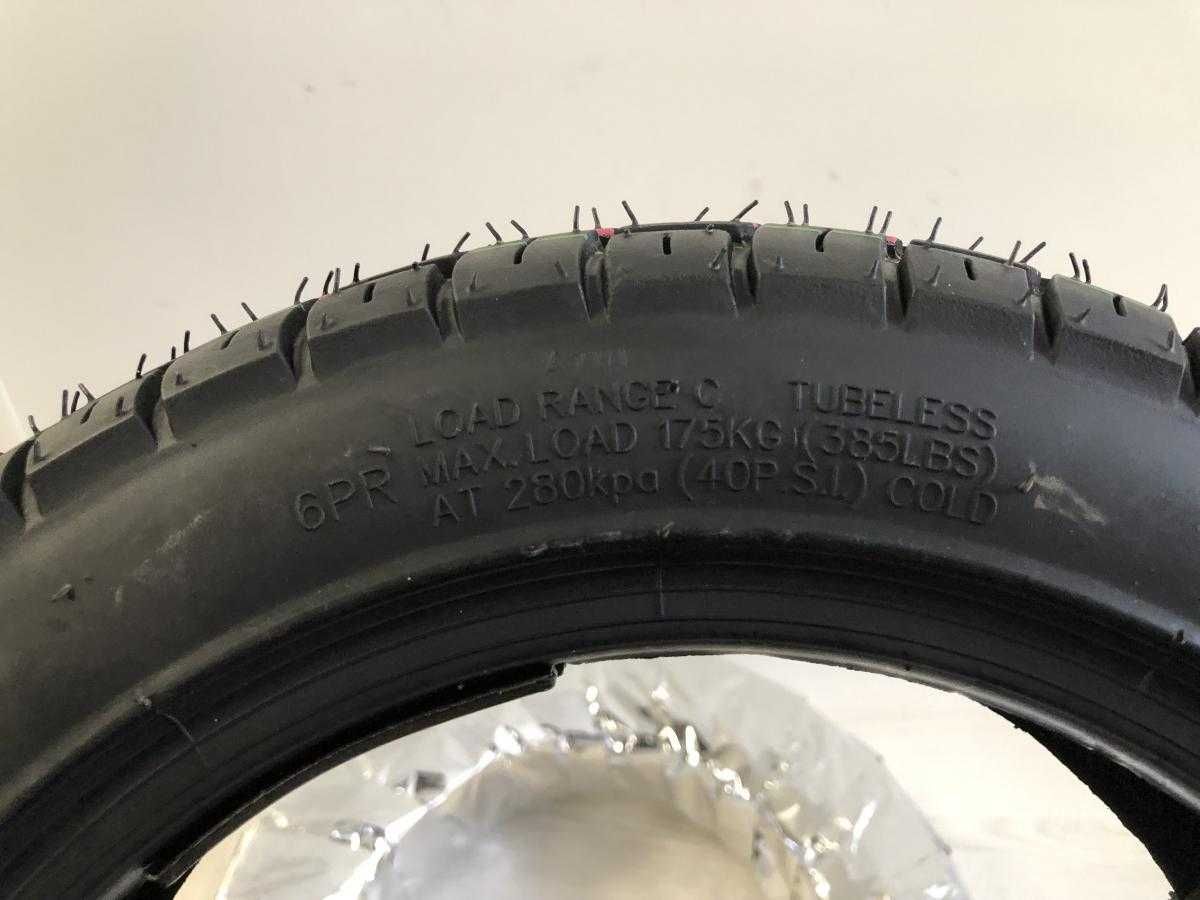 LOAD RANGE C TUBELESS
6PR MAX. LOAD 175KG (385LBS)
AT 280kpa (40P.S.I.) COLD